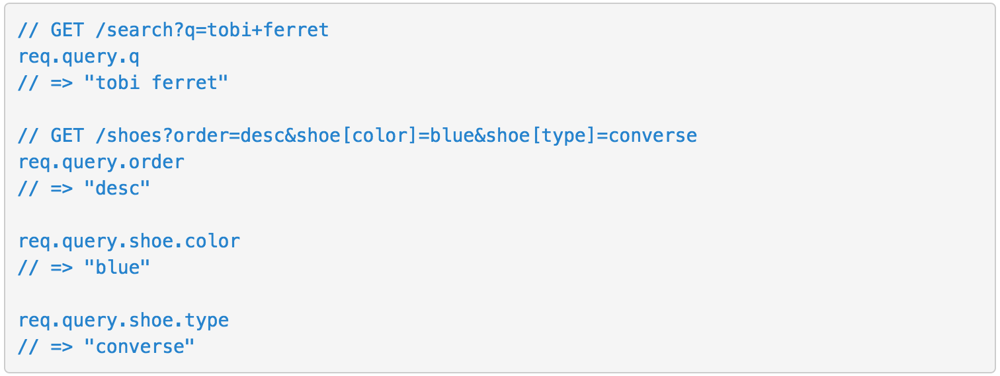 // GET /search?q=tobi+ferret
req.query.q
// => "tobi ferret"
// GET /shoes?order=desc&shoe[color]=blue&shoe[type]=converse
req.query.order
// => "desc"
req.query.shoe.color
// => "blue"
req.query.shoe.type
// => "converse"